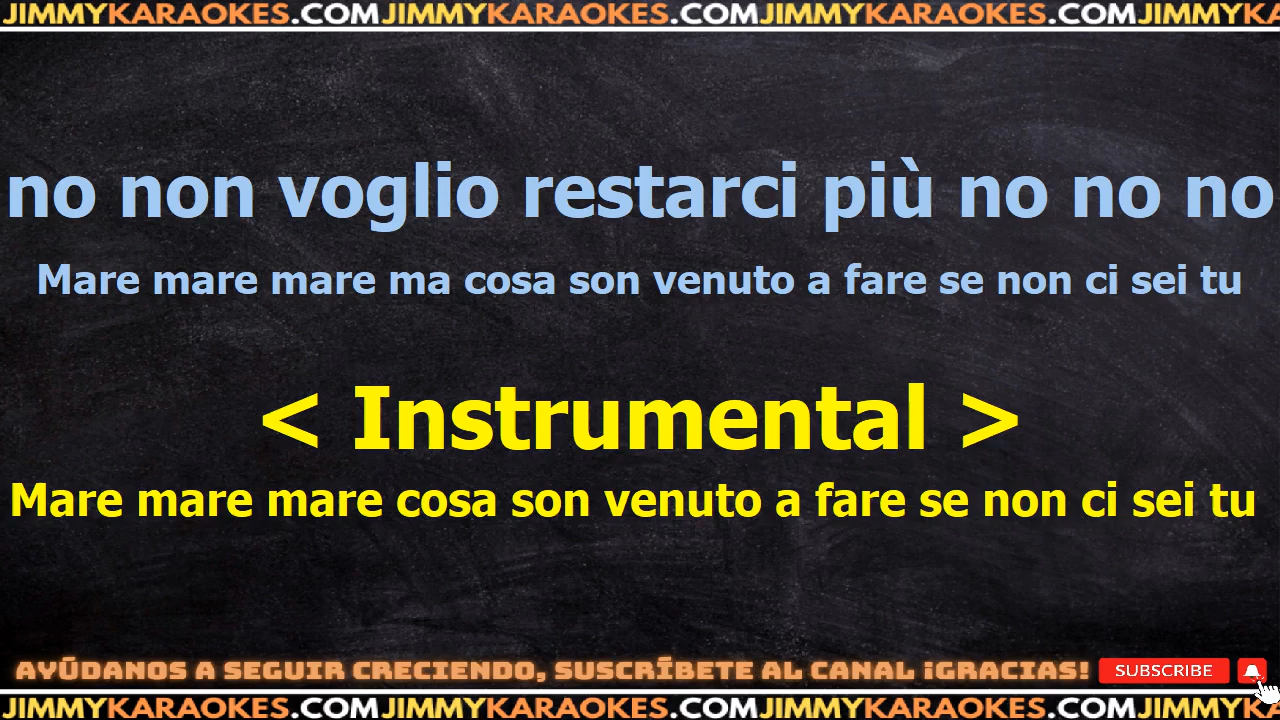 JIMMYKARAOKES.COMJIMMYKARAOKES.COMJIMMYKARAOKES.COMJIMMYKA
no non voglio restarci più no no no
Mare mare mare ma cosa son venuto a fare se non ci sei tu
< Instrumental >
Mare mare mare cosa son venuto a fare se non ci sei tu
AYÚDANOS A SEGUIR CRECIENDO, SUSCRÍBETE AL CANAL ¡GRACIAS! SUBSCRIBE
JIMMYKARAOKES.COMJIMMYKARAOKES.COMJIMMYKARAOKES.COMJIMMYKA